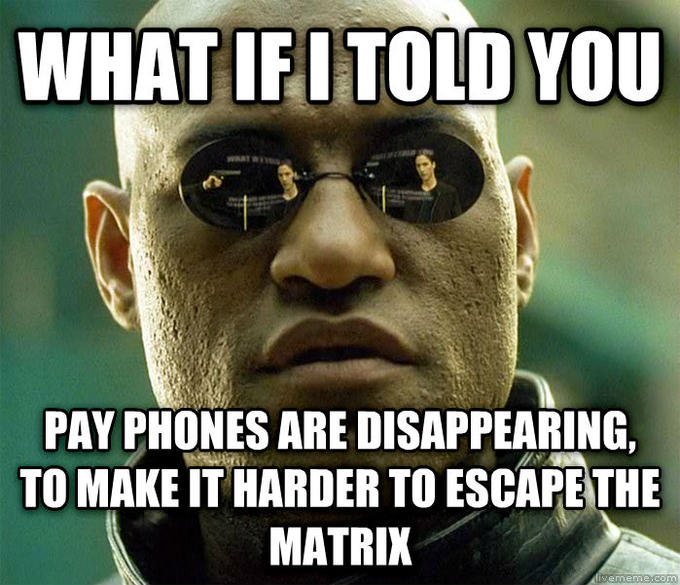 WHAT IF I TOLD YOU
PAY PHONES ARE DISAPPEARING,
TO MAKE IT HARDER TO ESCAPE THE
MATRIX
livememe.com